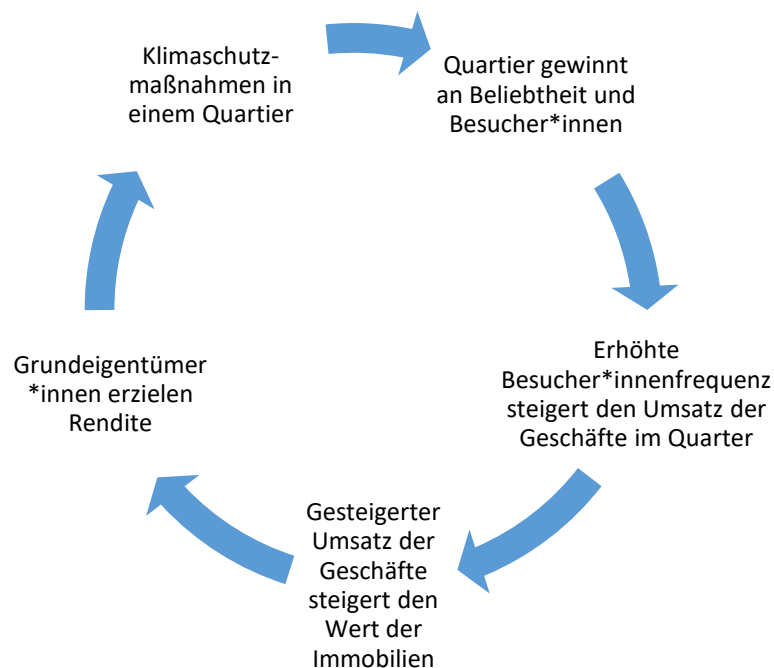 Klimaschutz-
maßnahmen in
einem Quartier
Quartier gewinnt
an Beliebtheit und
Besucher*innen
Erhöhte
Besucher*innenfrequenz
steigert den Umsatz der
Geschäfte im Quarter
Gesteigerter
Umsatz der
Geschäfte
steigert den
Wert der
Immobilien
Grundeigentümer
*innen erzielen
Rendite